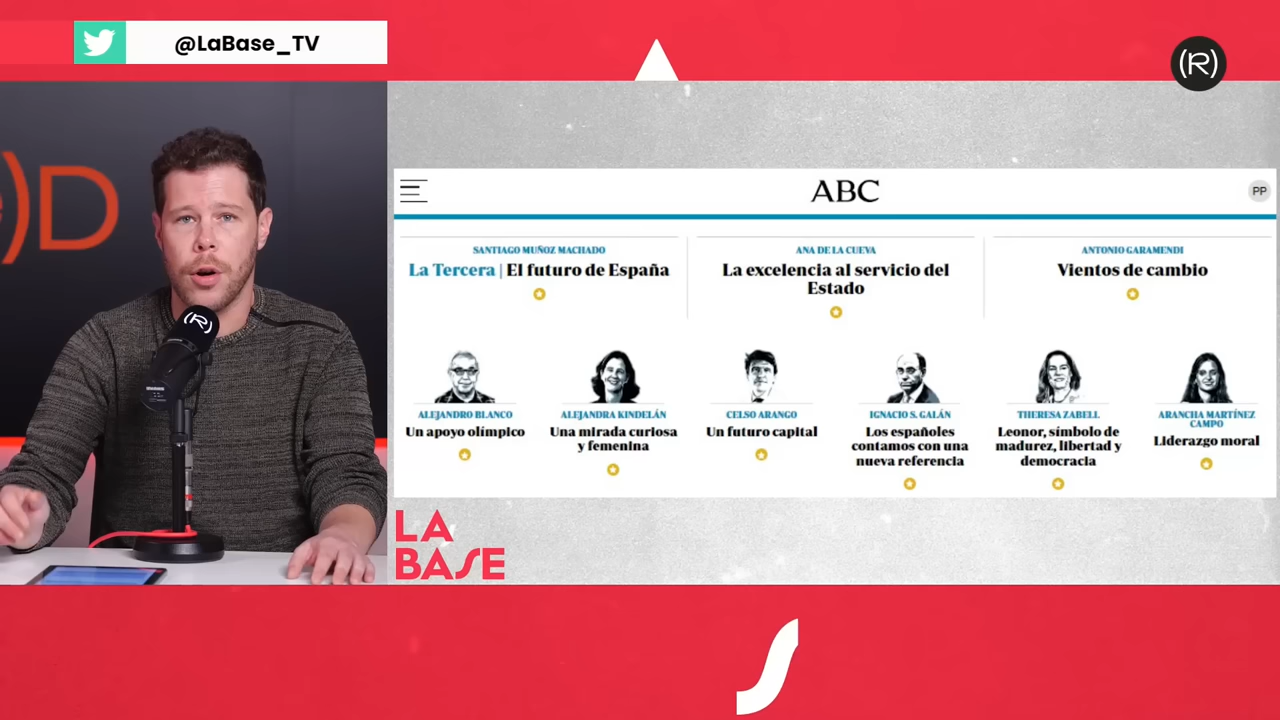 @LaBase_TV
(R)
)D
(R)
ABC
PP
SANTIAGO MUÑOZ MACHADO
La Tercera | El futuro de España
ANA DE LA CUEVA
La excelencia al servicio del
Estado
ANTONIO GARAMENDI
Vientos de cambio
ALEJANDRO BLANCO
Un apoyo olímpico
ALEJANDRA KINDELÁN
Una mirada curiosa
y femenina
CELSO ARANGO
Un futuro capital
IGNACIO S. GALÁN
Los españoles
contamos con una
nueva referencia
THERESA ZABELL
Leonor, símbolo de
madurez, libertad y
democracia
ARANCHA MARTÍNEZ
CAMPO
Liderazgo moral
LA
BASE